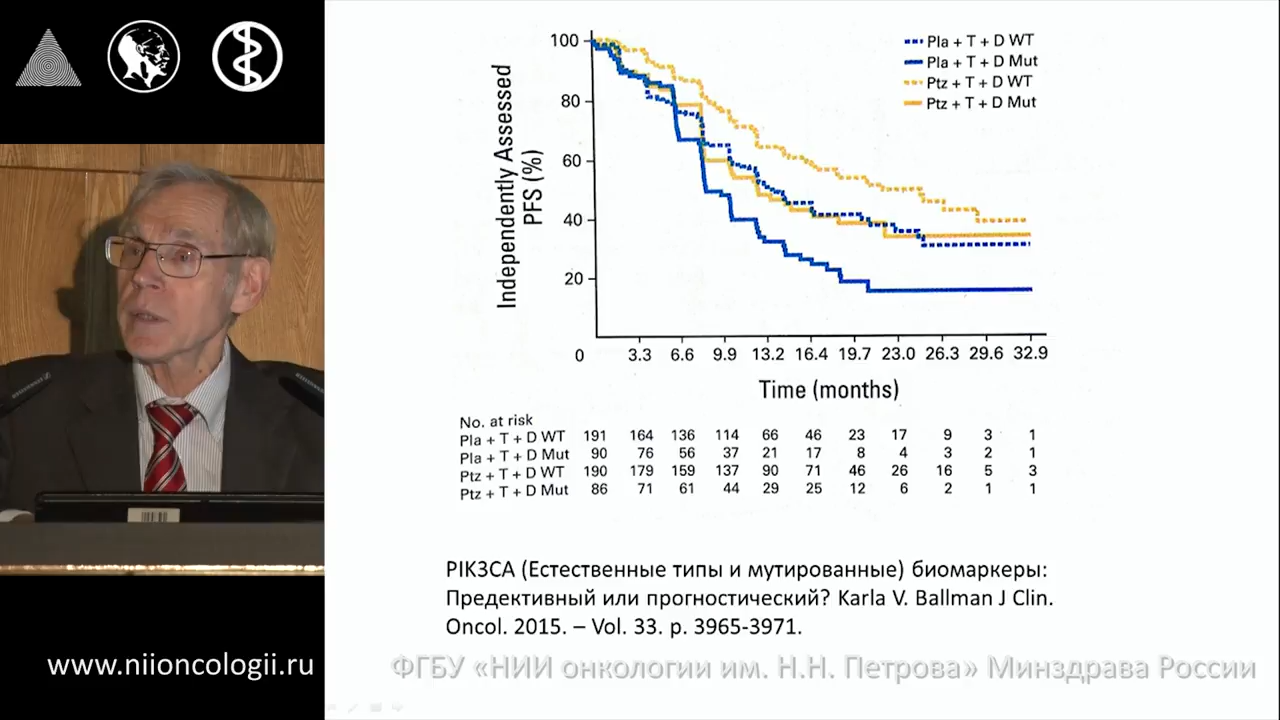 100
80
60
40
20
0
3.3 6.6 9.9 13.2 16.4 19.7 23.0 26.3 29.6 32.9
Independently Assessed
PFS (%)
Time (months)
Pla + T + D WT
Pla + T + D Mut
Ptz + T + D WT
Ptz + T + D Mut
No. at risk
Pla + T + D WT 191 164 136 114 66 46 23 17 9 3 1
Pla + T + D Mut 90 76 56 37 21 17 8 4 3 2 1
Ptz + T + D WT 190 179 159 137 90 71 46 26 16 5 3
Ptz + T + D Mut 86 71 61 44 29 25 12 6 2 1 1
PIK3CA (Естественные типы и мутированные) биомаркеры:
Предективный или прогностический? Karla V. Ballman J Clin.
Oncol. 2015. – Vol. 33. p. 3965-3971.
www.niioncologii.ru
ФГБУ «НИИ онкологии им. Н.Н. Петрова» Минздрава России